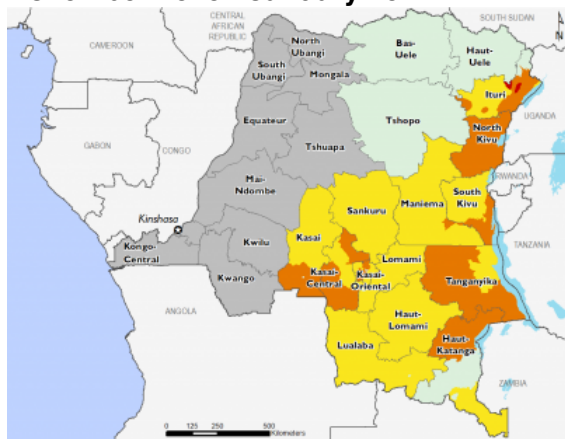 CENTRAL
AFRICAN
REPUBLIC
SOUTH SUDAN
CAMEROON
North
Ubangi
Bas-
Uele
Haut-
Uele
South
Ubangi
Mongala
Ituri
UGANDA
Equateur
Tshopo
North
Kivu
GABON
CONGO
Tshuapa
RWANDA
Mai-
Ndombe
Sankuru
Maniema
South
Kivu
Kinshasa
Kasai
TANZANIA
Kongo-
Central
Kwilu
Lomami
Kasai-
Central
Kasai-
Oriental
Tanganyika
Kwango
ANGOLA
Haut-
Lomami
Lualaba
Haut-
Katanga
ZAMBIA
0 125 250 500
Kilometers